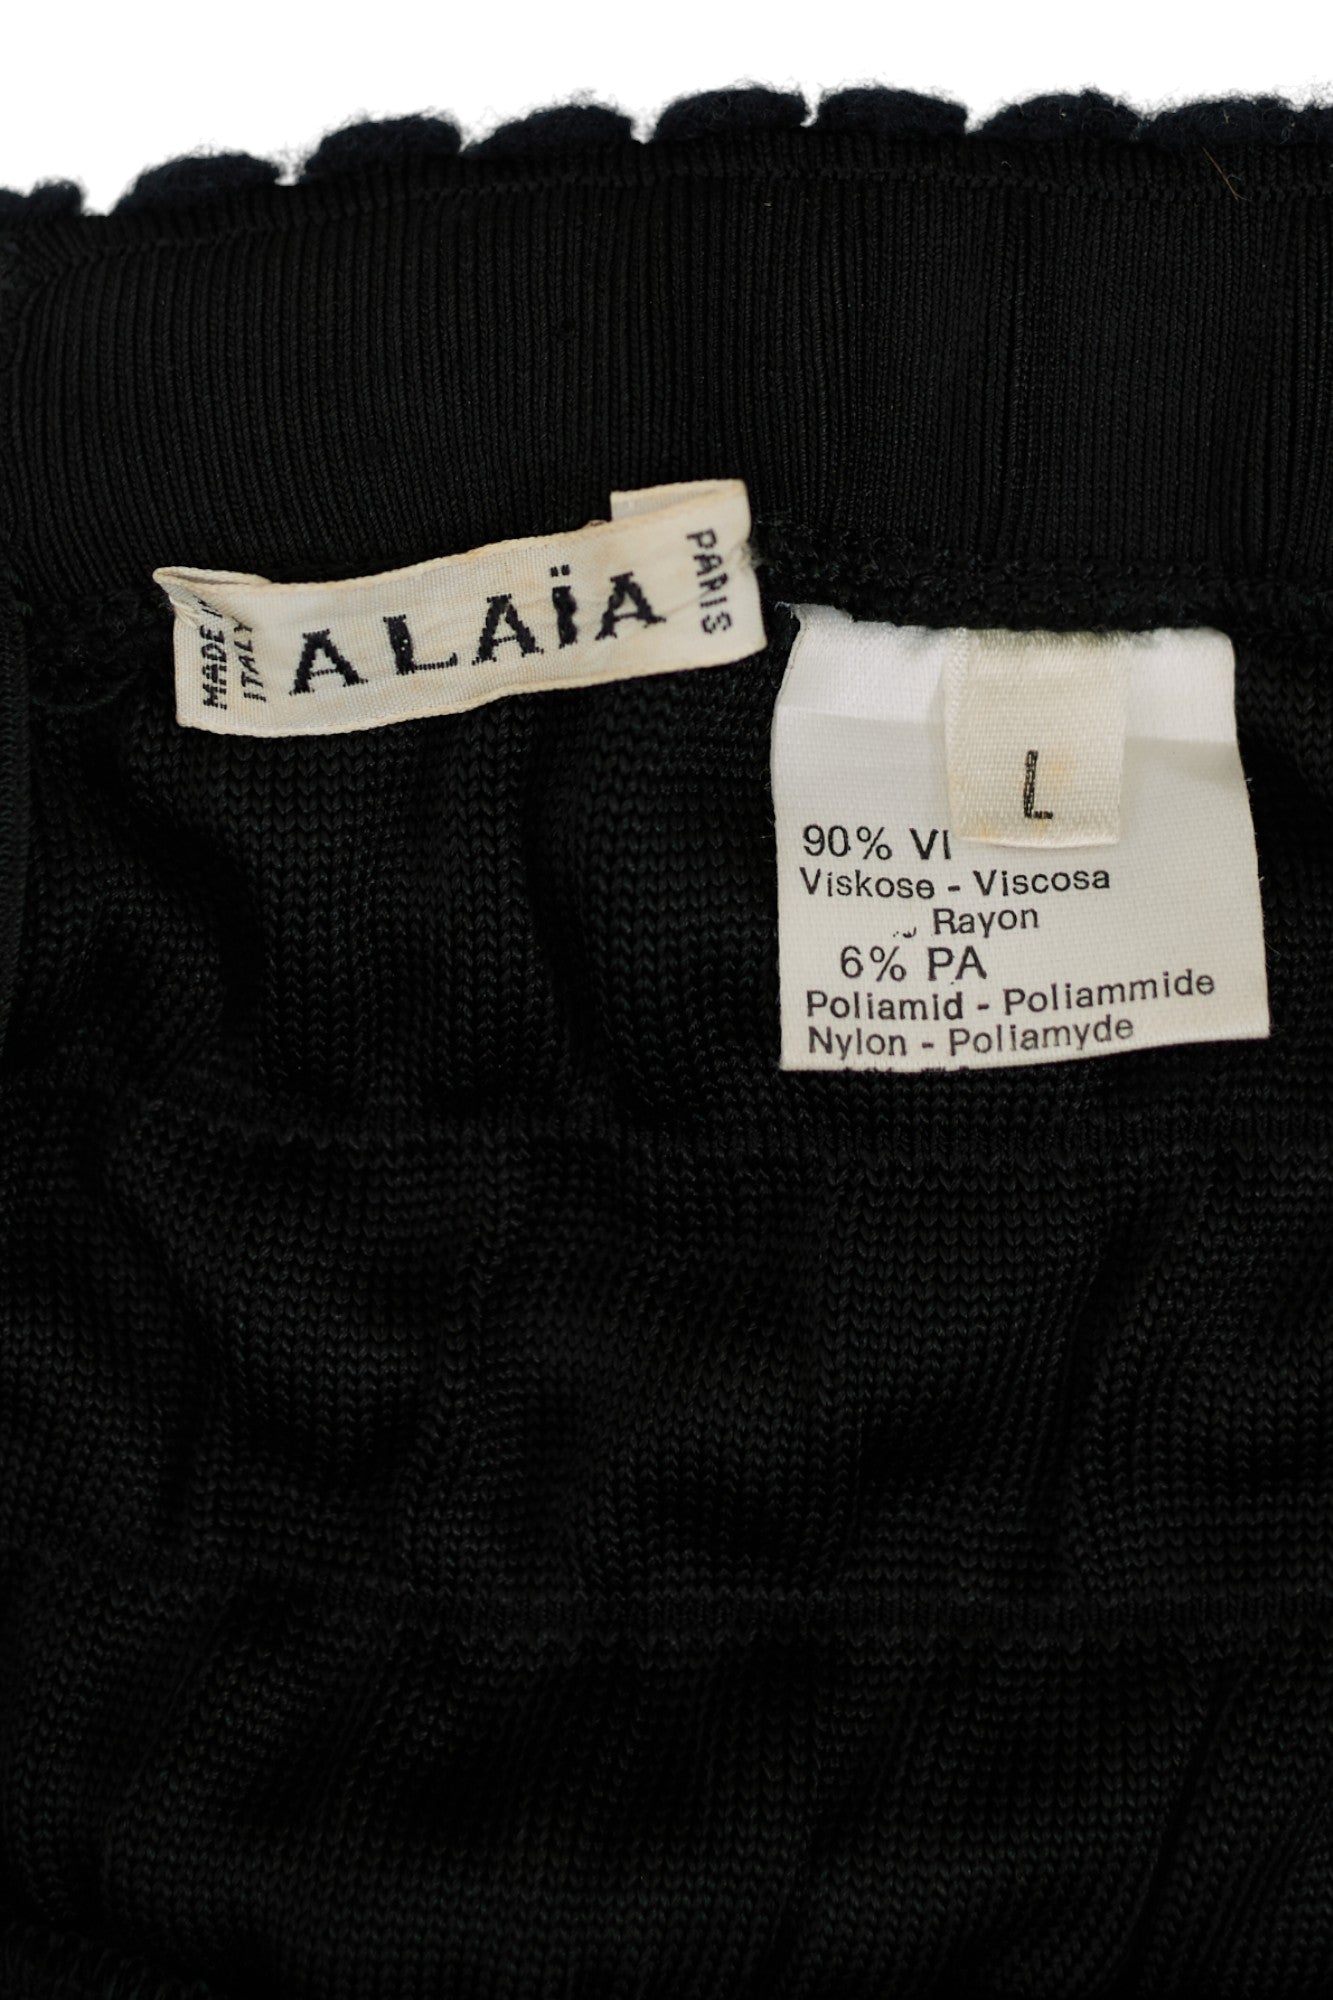 MADE IN
ITALY
ALAÏA
PARIS
L
90% VI
Viskose - Viscosa
Rayon
6% PA
Poliamid - Poliammide
Nylon - Poliamyde